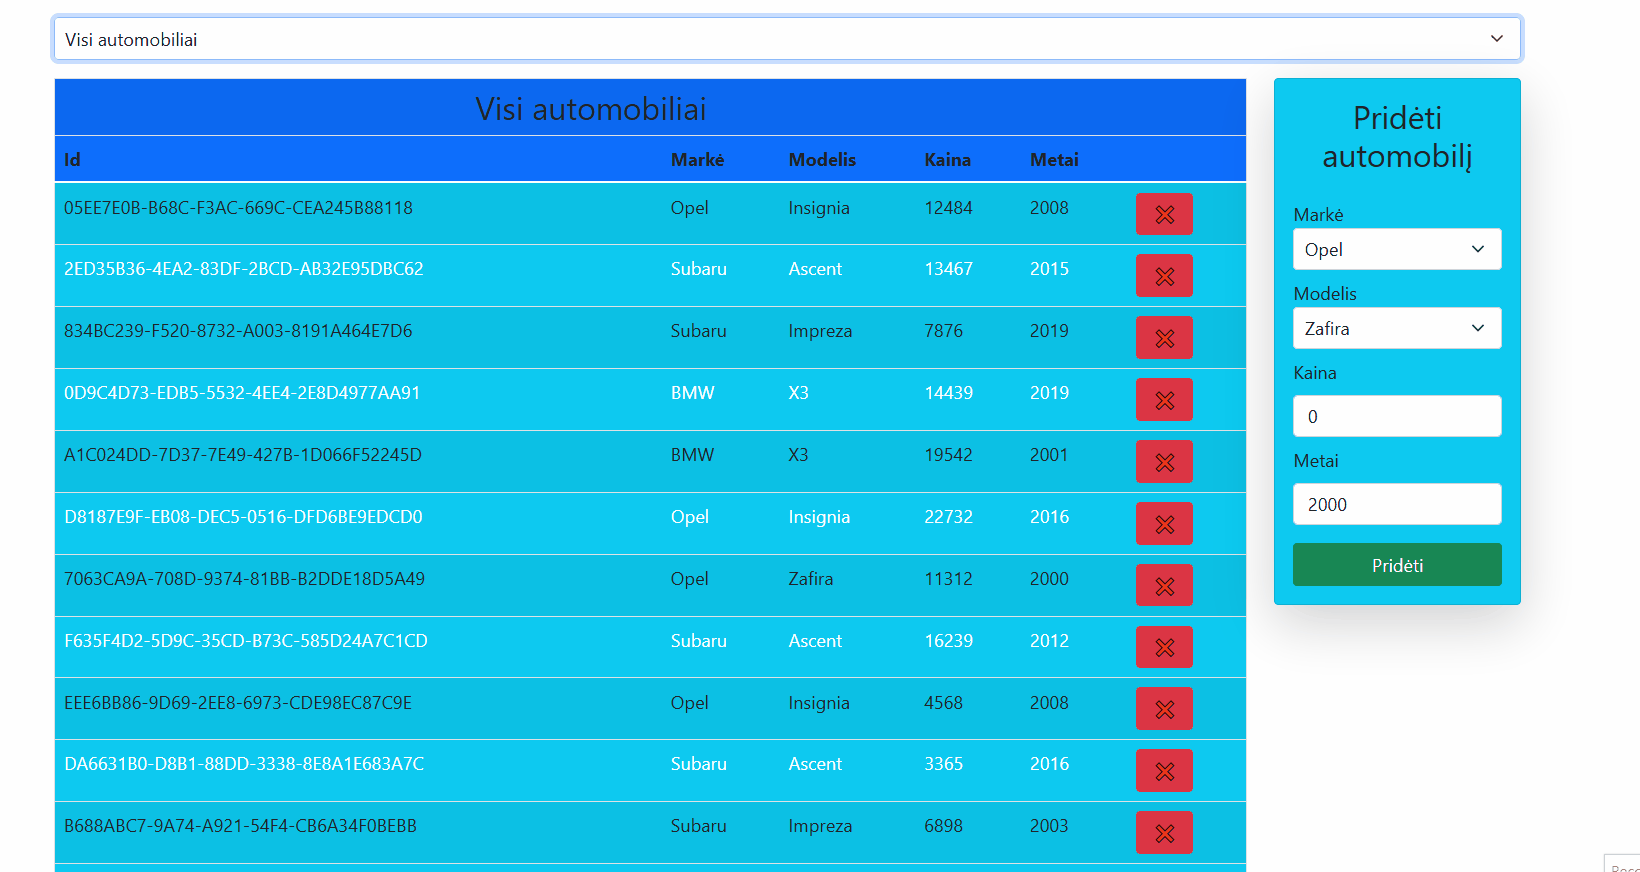 Visi automobiliai
Visi automobiliai
Id Markė Modelis Kaina Metai
05EE7E0B-B68C-F3AC-669C-CEA245B88118 Opel Insignia 12484 2008
2ED35B36-4EA2-83DF-2BCD-AB32E95DBC62 Subaru Ascent 13467 2015
834BC239-F520-8732-A003-8191A464E7D6 Subaru Impreza 7876 2019
0D9C4D73-EDB5-5532-4EE4-2E8D4977AA91 BMW X3 14439 2019
A1C024DD-7D37-7E49-427B-1D066F52245D BMW X3 19542 2001
D8187E9F-EB08-DEC5-0516-DFD6BE9EDCD0 Opel Insignia 22732 2016
7063CA9A-708D-9374-81BB-B2DDE18D5A49 Opel Zafira 11312 2000
F635F4D2-5D9C-35CD-B73C-585D24A7C1CD Subaru Ascent 16239 2012
EEE6BB86-9D69-2EE8-6973-CDE98EC87C9E Opel Insignia 4568 2008
DA6631B0-D8B1-88DD-3338-8E8A1E683A7C Subaru Ascent 3365 2016
B688ABC7-9A74-A921-54F4-CB6A34F0BEBB Subaru Impreza 6898 2003
Pridėti
automobilį
Markė
Opel
Modelis
Zafira
Kaina
0
Metai
2000
Pridėti